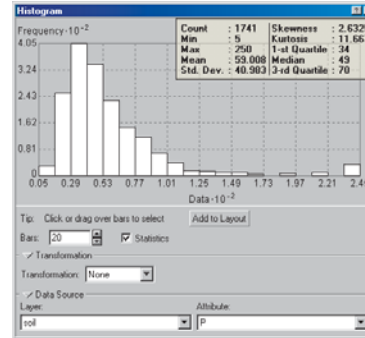 Histogram
Frequency·10⁻²
Count : 1741 Skewness : 2.632
Min : 5 Kurtosis : 11.66
Max : 250 1-st Quartile : 34
Mean : 59.008 Median : 49
Std. Dev. : 40.903 3-rd Quartile : 70
4.05
3.24
2.43
1.62
0.81
0
0.05 0.29 0.53 0.77 1.01 1.25 1.49 1.73 1.97 2.21 2.4
Data·10⁻²
Tip: Click or drag over bars to select Add to Layout
Bars: 20 Statistics
Transformation
Transformation: None
Data Source
Layer: Attribute:
soil P